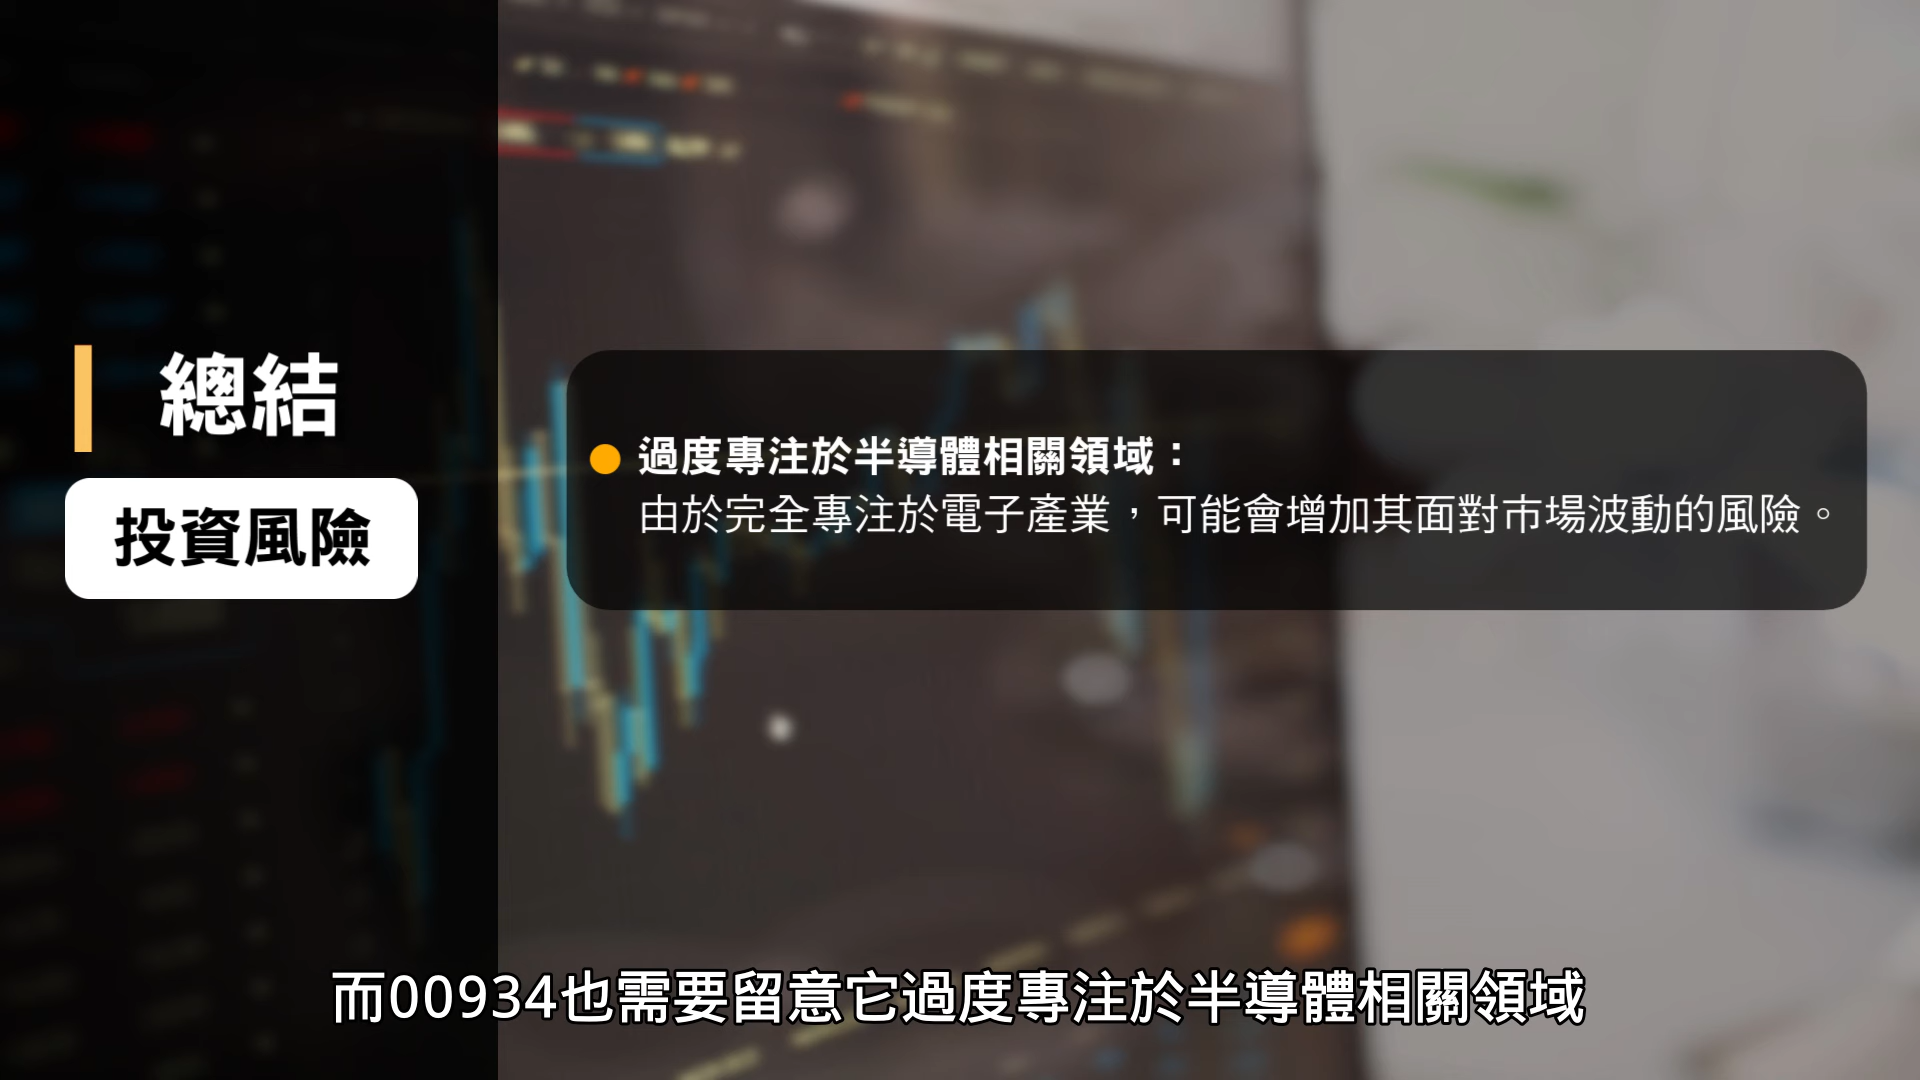 總結
投資風險
過度專注於半導體相關領域：
由於完全專注於電子產業，可能會增加其面對市場波動的風險。
而00934也需要留意它過度專注於半導體相關領域